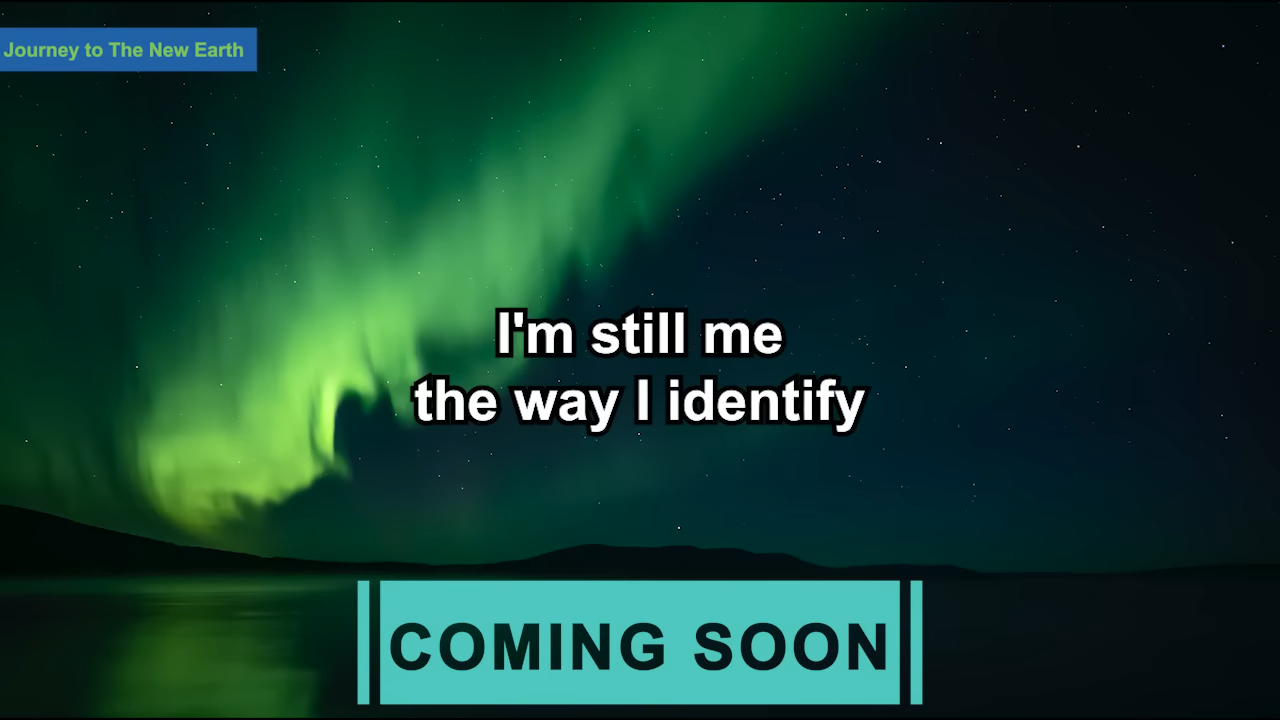 Journey to The New Earth
I'm still me
the way I identify
COMING SOON